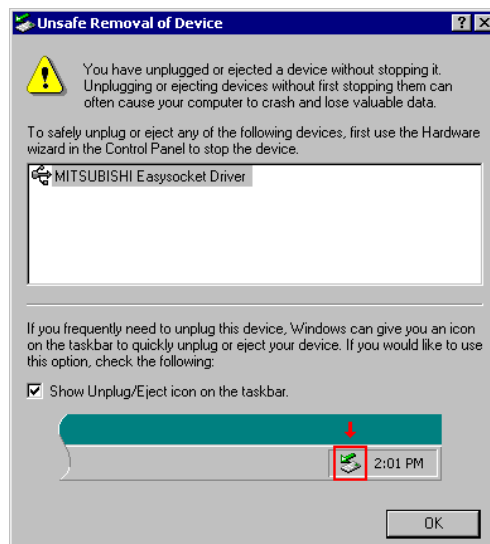 Unsafe Removal of Device
You have unplugged or ejected a device without stopping it.
Unplugging or ejecting devices without first stopping them can
often cause your computer to crash and lose valuable data.
To safely unplug or eject any of the following devices, first use the Hardware
wizard in the Control Panel to stop the device.
MITSUBISHI Easysocket Driver
If you frequently need to unplug this device, Windows can give you an icon
on the taskbar to quickly unplug or eject your device. If you would like to use
this option, check the following:
Show Unplug/Eject icon on the taskbar.
2:01 PM
OK